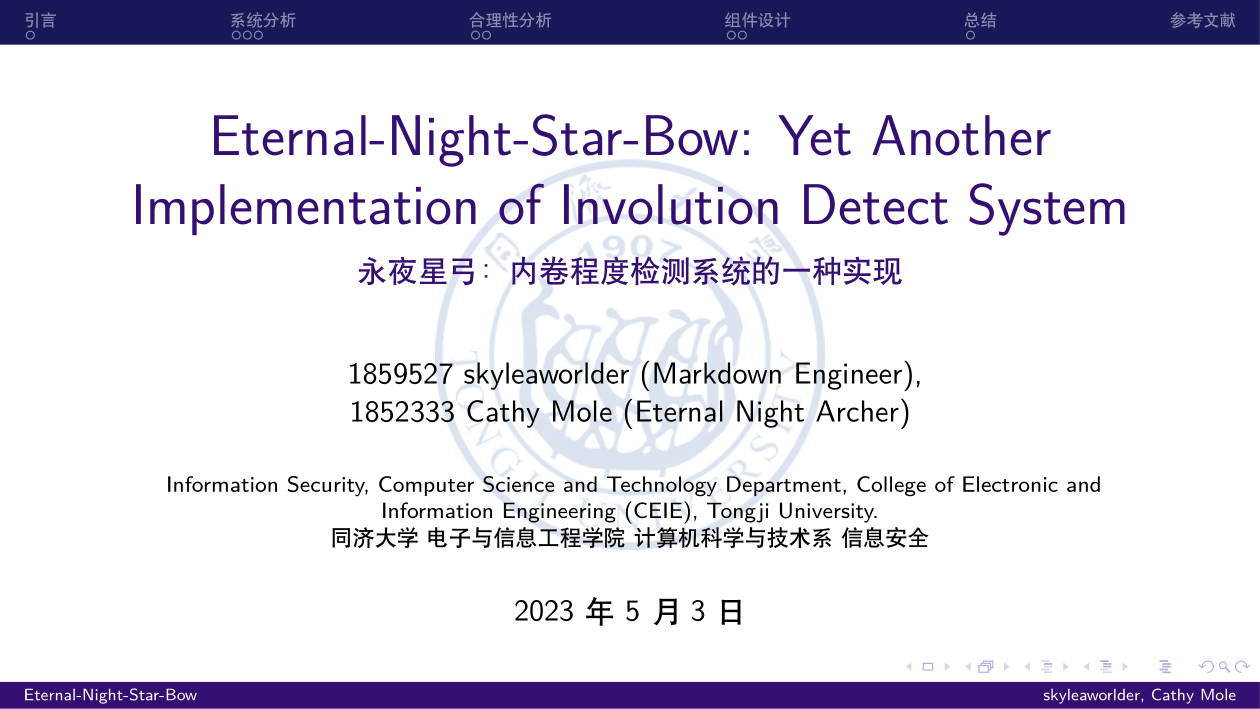 引言 系统分析 合理性分析 组件设计 总结 参考文献
Eternal-Night-Star-Bow: Yet Another
Implementation of Involution Detect System
永夜星弓：内卷程度检测系统的一种实现
1907
TONGJI UNIVERSITY
1859527 skyleaworlder (Markdown Engineer),
1852333 Cathy Mole (Eternal Night Archer)
Information Security, Computer Science and Technology Department, College of Electronic and
Information Engineering (CEIE), Tongji University.
同济大学 电子与信息工程学院 计算机科学与技术系 信息安全
2023 年 5 月 3 日
Eternal-Night-Star-Bow skyleaworlder, Cathy Mole